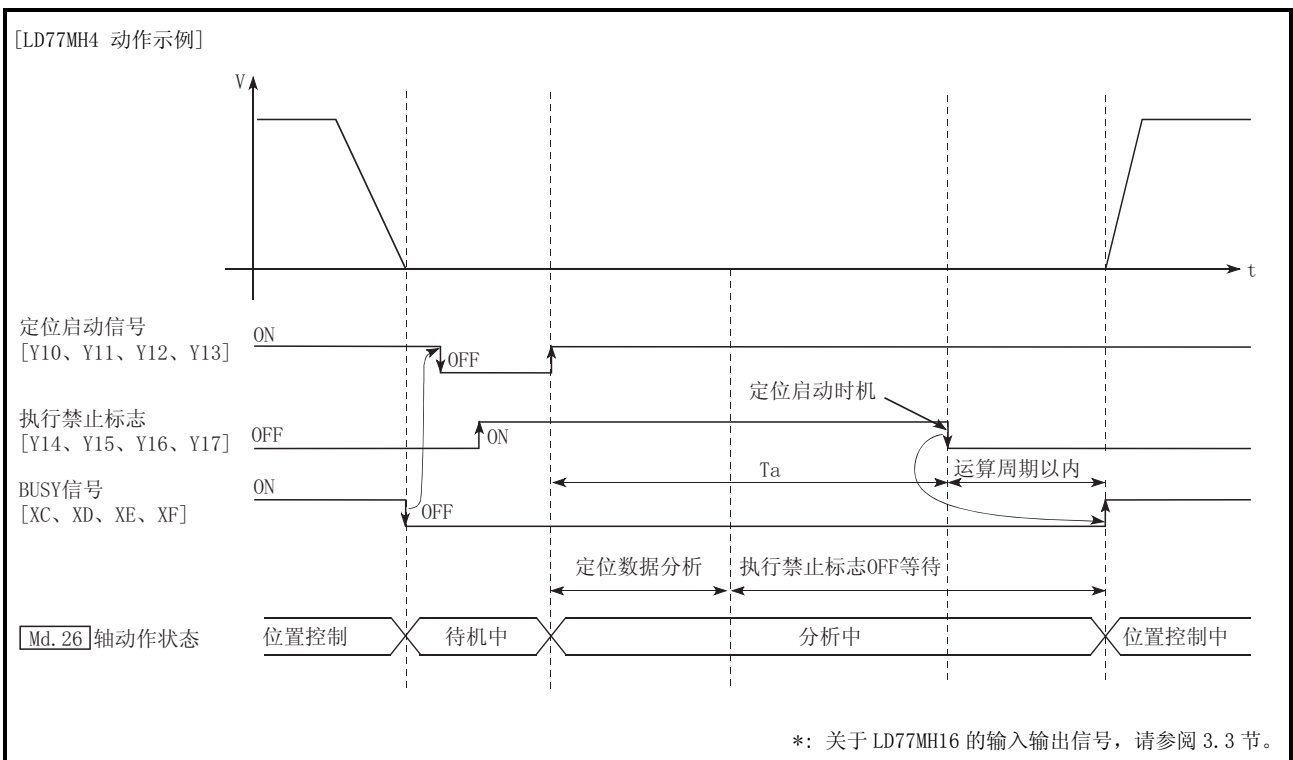 [LD77MH4 动作示例]
V
t
定位启动信号
[Y10、Y11、Y12、Y13]
ON
OFF
定位启动时机
执行禁止标志
[Y14、Y15、Y16、Y17]
OFF
ON
Ta
运算周期以内
BUSY信号
[XC、XD、XE、XF]
ON
OFF
定位数据分析
执行禁止标志OFF等待
Md.26 轴动作状态
位置控制
待机中
分析中
位置控制中
*: 关于 LD77MH16 的输入输出信号，请参阅 3.3 节。